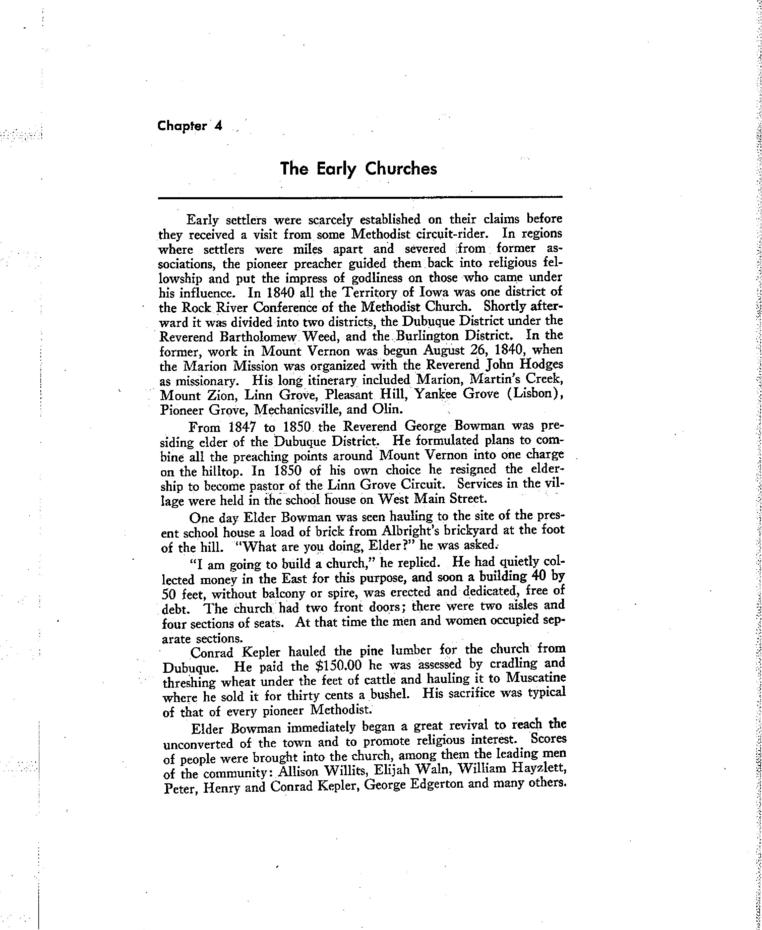 Chapter 4
The Early Churches
Early settlers were scarcely established on their claims before
they received a visit from some Methodist circuit-rider. In regions
where settlers were miles apart and severed from former as-
sociations, the pioneer preacher guided them back into religious fel-
lowship and put the impress of godliness on those who came under
his influence. In 1840 all the Territory of Iowa was one district of
the Rock River Conference of the Methodist Church. Shortly after-
ward it was divided into two districts, the Dubuque District under the
Reverend Bartholomew Weed, and the Burlington District. In the
former, work in Mount Vernon was begun August 26, 1840, when
the Marion Mission was organized with the Reverend John Hodges
as missionary. His long itinerary included Marion, Martin's Creek,
Mount Zion, Linn Grove, Pleasant Hill, Yankee Grove (Lisbon),
Pioneer Grove, Mechanicsville, and Olin.
From 1847 to 1850 the Reverend George Bowman was pre-
siding elder of the Dubuque District. He formulated plans to com-
bine all the preaching points around Mount Vernon into one charge
on the hilltop. In 1850 of his own choice he resigned the elder-
ship to become pastor of the Linn Grove Circuit. Services in the vil-
lage were held in the school house on West Main Street.
One day Elder Bowman was seen hauling to the site of the pres-
ent school house a load of brick from Albright's brickyard at the foot
of the hill. "What are you doing, Elder?" he was asked.
"I am going to build a church," he replied. He had quietly col-
lected money in the East for this purpose, and soon a building 40 by
50 feet, without balcony or spire, was erected and dedicated, free of
debt. The church had two front doors; there were two aisles and
four sections of seats. At that time the men and women occupied sep-
arate sections.
Conrad Kepler hauled the pine lumber for the church from
Dubuque. He paid the $150.00 he was assessed by cradling and
threshing wheat under the feet of cattle and hauling it to Muscatine
where he sold it for thirty cents a bushel. His sacrifice was typical
of that of every pioneer Methodist.
Elder Bowman immediately began a great revival to reach the
unconverted of the town and to promote religious interest. Scores
of people were brought into the church, among them the leading men
of the community: Allison Willits, Elijah Waln, William Hayzlett,
Peter, Henry and Conrad Kepler, George Edgerton and many others.